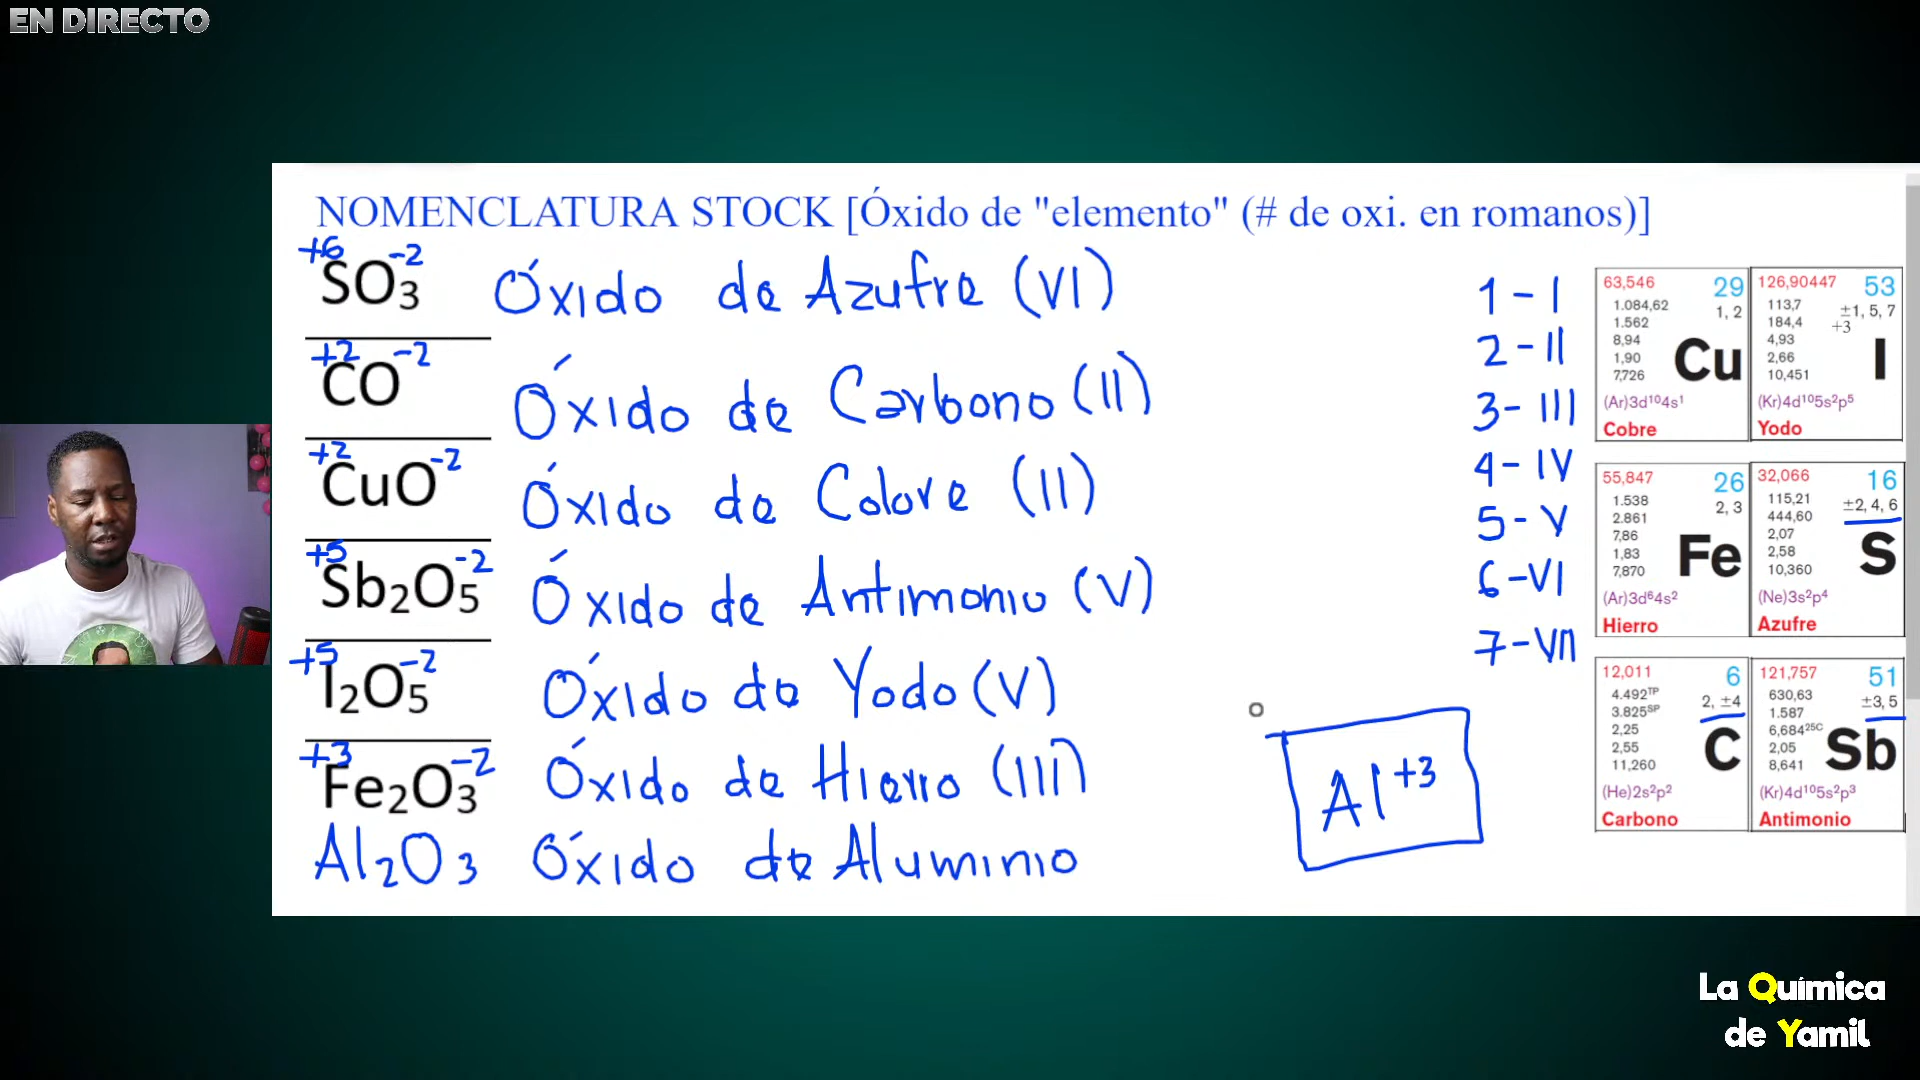 EN DIRECTO
NOMENCLATURA STOCK [Óxido de "elemento" (# de oxi. en romanos)]
+6 -2
SO3 Óxido de Azufre (VI)
+2 -2
CO Óxido de Carbono (II)
+2 -2
CuO Óxido de Colore (II)
+5 -2
Sb2O5 Óxido de Antimonio (V)
+5 -2
I2O5 Óxido de Yodo (V)
+3 -2
Fe2O3 Óxido de Hierro (III)
Al2O3 Óxido de Aluminio
1 - I
2 - II
3 - III
4 - IV
5 - V
6 - VI
7 - VII
Al+3
63,546 29
1.084,62 1, 2
1.562
8,94
1,90
7,726
Cu
(Ar)3d¹⁰4s¹
Cobre
126,90447 53
113,7 ±1, 5, 7
184,4 +3
4,93
2,66
10,451
I
(Kr)4d¹⁰5s²p⁵
Yodo
55,847 26
1.538 2, 3
2.861
7,86
1,83
7,870
Fe
(Ar)3d⁶4s²
Hierro
32,066 16
115,21 ±2, 4, 6
444,60
2,07
2,58
10,360
S
(Ne)3s²p⁴
Azufre
12,011 6
4.492TP 2, ±4
3.825SP
2,25
2,55
11,260
C
(He)2s²p²
Carbono
121,757 51
630,63 ±3, 5
1.587
6,684²⁵C
2,05
8,641
Sb
(Kr)4d¹⁰5s²p³
Antimonio
La Química
de Yamil